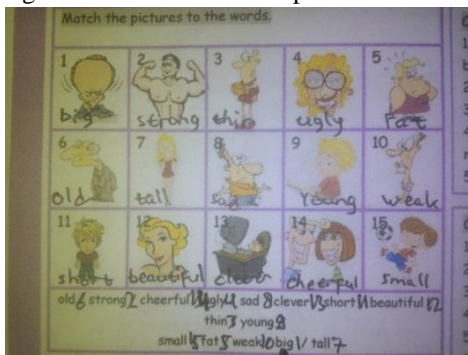 Match the pictures to the words.
1 2 3 4 5
big strong thin ugly Fat
6 7 8 9 10
old tall sad Young weak
11 12 13 14 15
short beautiful clever cheerful small
old 6 strong 2 cheerful 14 ugly 4 sad 8 clever 13 short 11 beautiful 12
thin 3 young 9
small 15 fat 5 weak 10 big 1 / tall 7